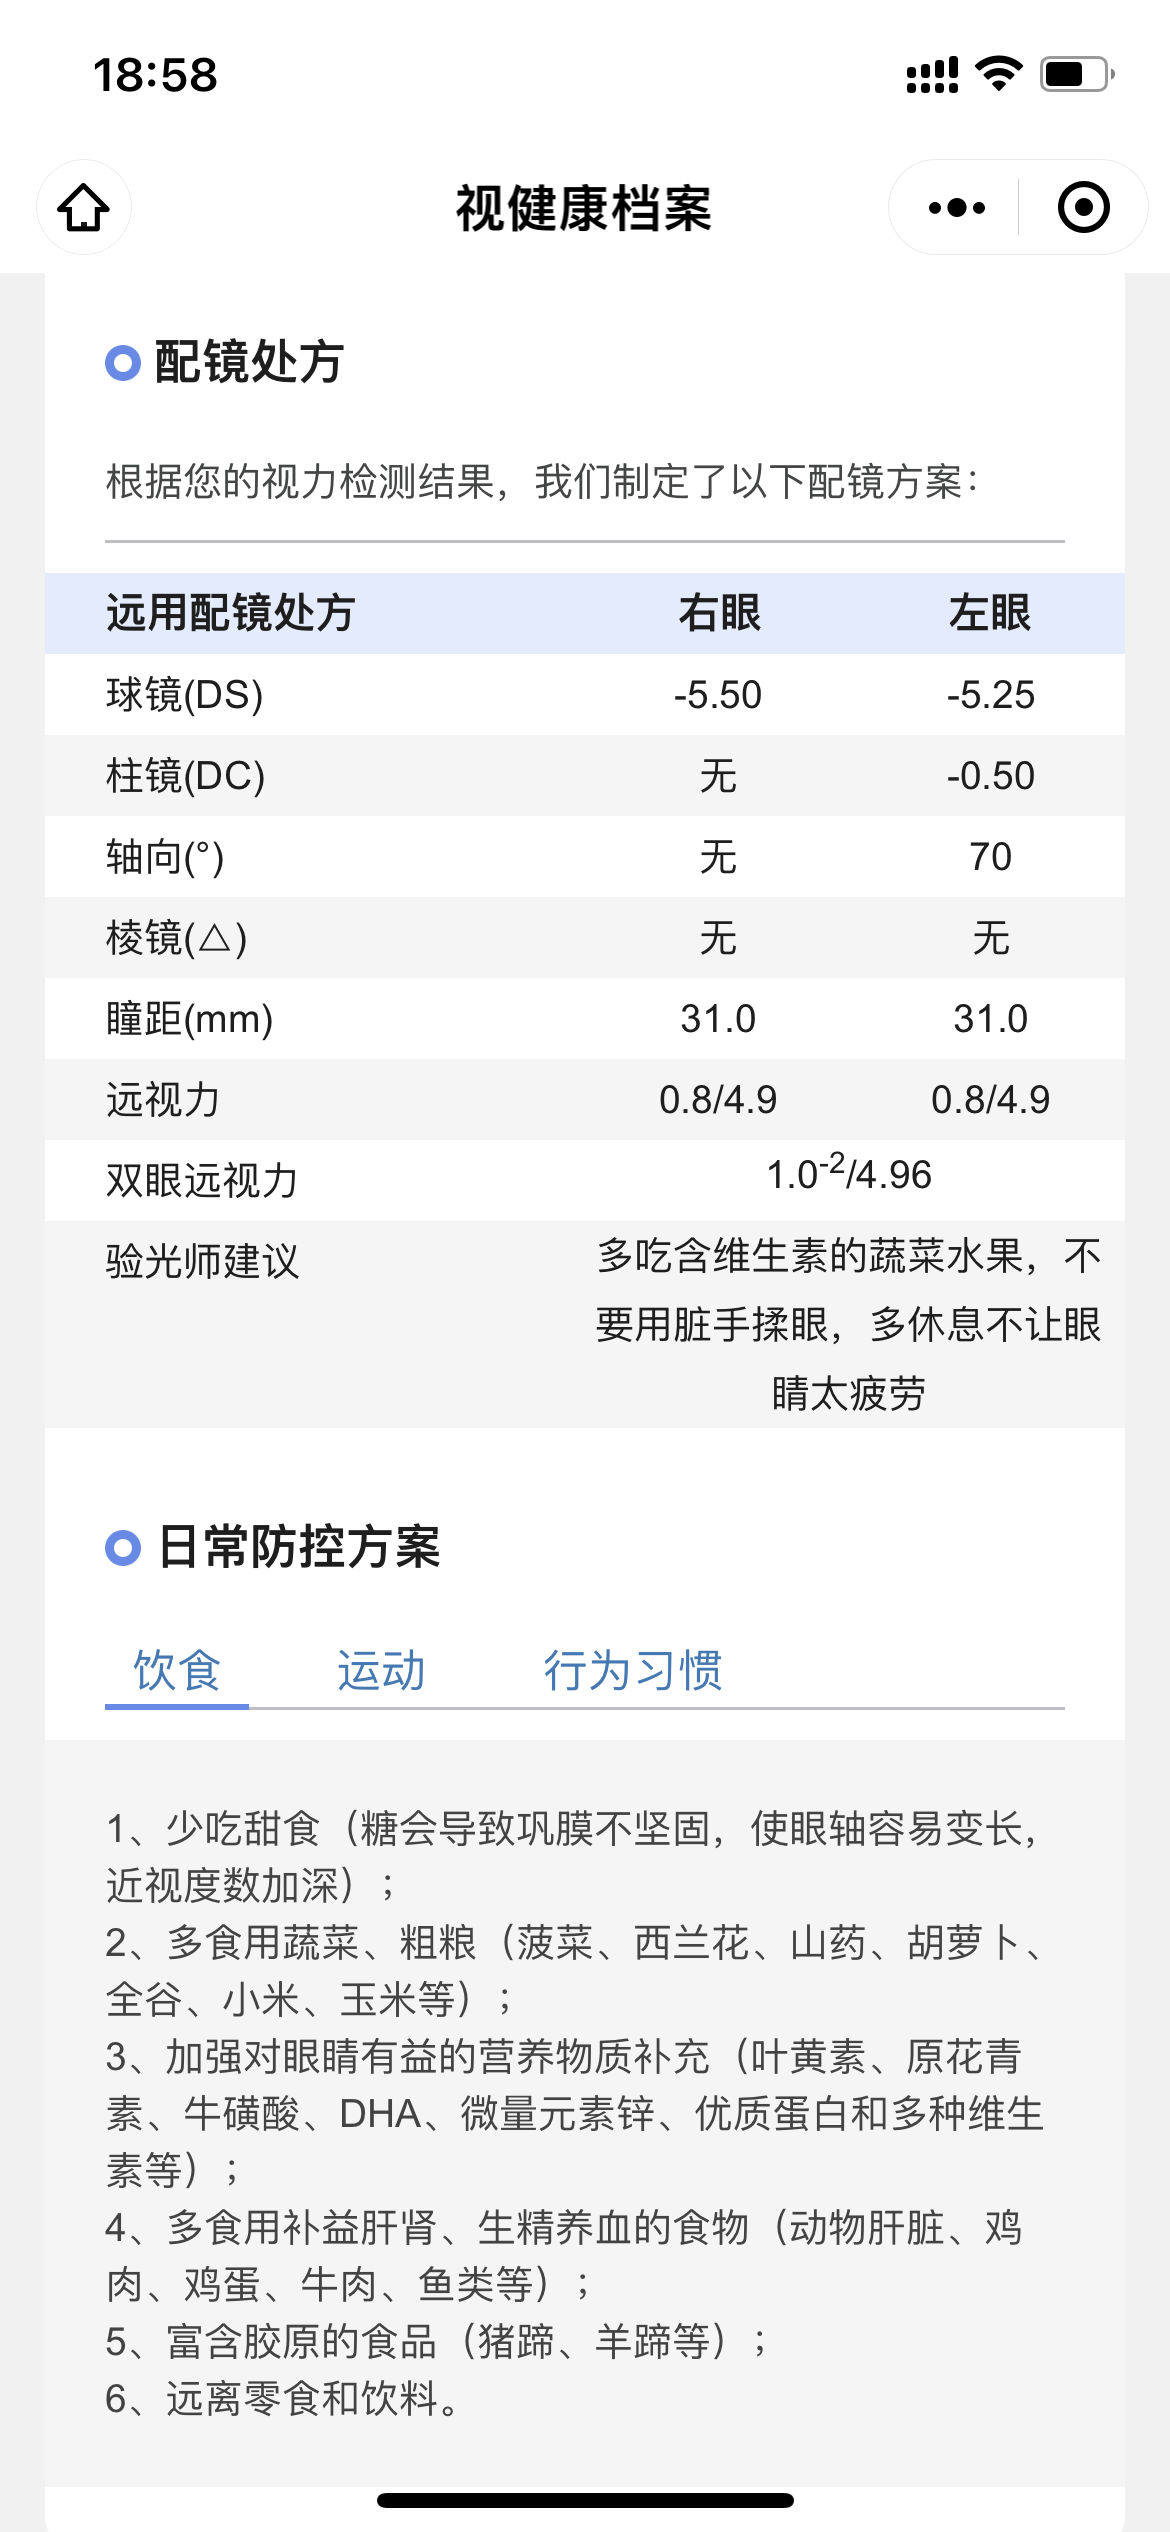 18:58
视健康档案
配镜处方
根据您的视力检测结果，我们制定了以下配镜方案：
远用配镜处方 右眼 左眼
球镜(DS) -5.50 -5.25
柱镜(DC) 无 -0.50
轴向(°) 无 70
棱镜(△) 无 无
瞳距(mm) 31.0 31.0
远视力 0.8/4.9 0.8/4.9
双眼远视力 1.0⁻²/4.96
验光师建议 多吃含维生素的蔬菜水果，不
要用脏手揉眼，多休息不让眼
睛太疲劳
日常防控方案
饮食 运动 行为习惯
1、少吃甜食（糖会导致巩膜不坚固，使眼轴容易变长，
近视度数加深）；
2、多食用蔬菜、粗粮（菠菜、西兰花、山药、胡萝卜、
全谷、小米、玉米等）；
3、加强对眼睛有益的营养物质补充（叶黄素、原花青
素、牛磺酸、DHA、微量元素锌、优质蛋白和多种维生
素等）；
4、多食用补益肝肾、生精养血的食物（动物肝脏、鸡
肉、鸡蛋、牛肉、鱼类等）；
5、富含胶原的食品（猪蹄、羊蹄等）；
6、远离零食和饮料。